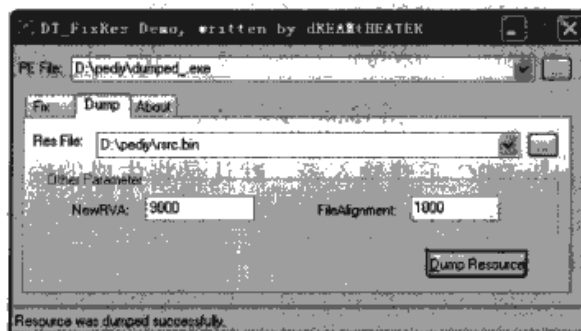 DT_FixRes Demo, written by dREAMtHEATER
PE File: D:\pediy\dumped_.exe ...
Fix Dump About
Res File: D:\pediy\rsrc.bin ...
Other Parameter
NewRVA: 9000 FileAlignment: 1000
Dump Resource
Resource was dumped successfully.